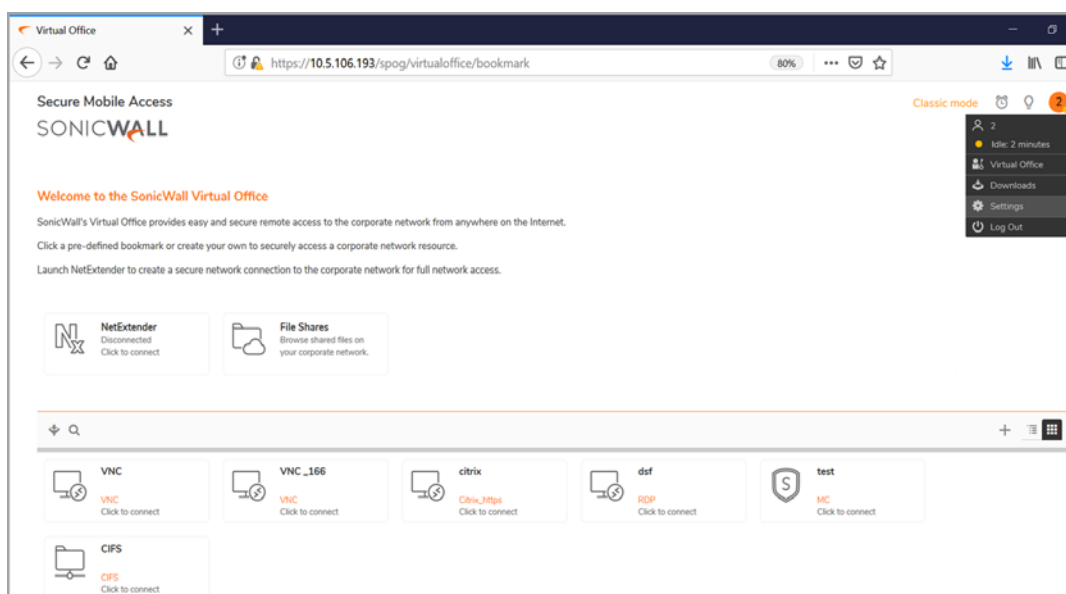 Virtual Office
https://10.5.106.193/spog/virtualoffice/bookmark
80%
Secure Mobile Access
SONICWALL
Classic mode
2
2
Idle: 2 minutes
Virtual Office
Downloads
Settings
Log Out
Welcome to the SonicWall Virtual Office
SonicWall's Virtual Office provides easy and secure remote access to the corporate network from anywhere on the Internet.
Click a pre-defined bookmark or create your own to securely access a corporate network resource.
Launch NetExtender to create a secure network connection to the corporate network for full network access.
NetExtender
Disconnected
Click to connect
File Shares
Browse shared files on
your corporate network.
VNC
VNC
Click to connect
VNC_166
VNC
Click to connect
citrix
Citrix_https
Click to connect
dsf
RDP
Click to connect
test
MC
Click to connect
CIFS
CIFS
Click to connect